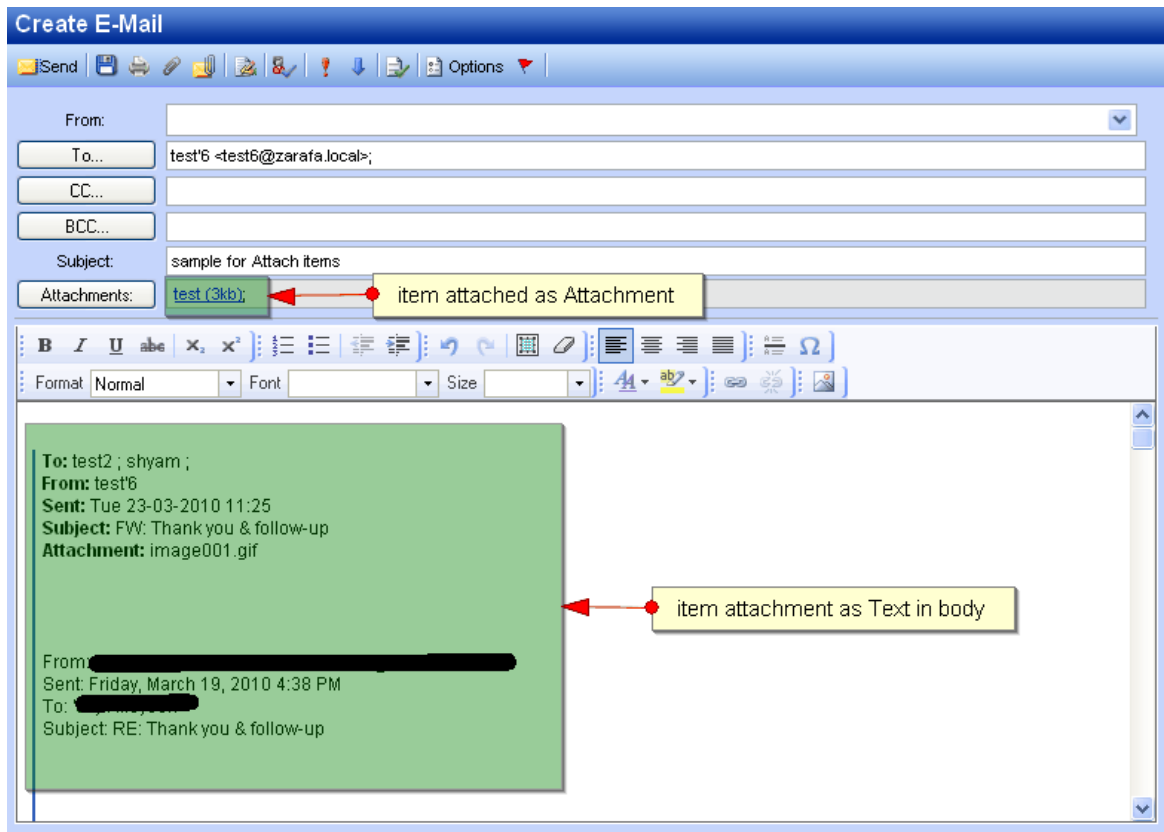 Create E-Mail
Send Options
From:
To... test'6 <test6@zarafa.local>;
CC...
BCC...
Subject: sample for Attach items
Attachments: test (3kb);
item attached as Attachment
B I U abc x₂ x² Ω
Format Normal Font Size
To: test2 ; shyam ;
From: test'6
Sent: Tue 23-03-2010 11:25
Subject: FW: Thank you & follow-up
Attachment: image001.gif
item attachment as Text in body
From:
Sent: Friday, March 19, 2010 4:38 PM
To:
Subject: RE: Thank you & follow-up